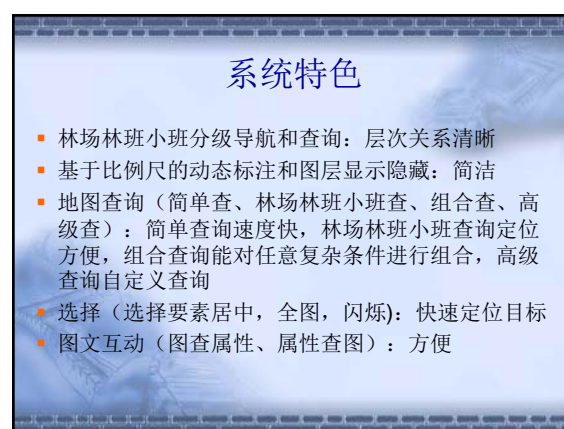 系统特色
林场林班小班分级导航和查询：层次关系清晰
基于比例尺的动态标注和图层显示隐藏：简洁
地图查询（简单查、林场林班小班查、组合查、高
级查）：简单查询速度快，林场林班小班查询定位
方便，组合查询能对任意复杂条件进行组合，高级
查询自定义查询
选择（选择要素居中，全图，闪烁)：快速定位目标
图文互动（图查属性、属性查图）：方便